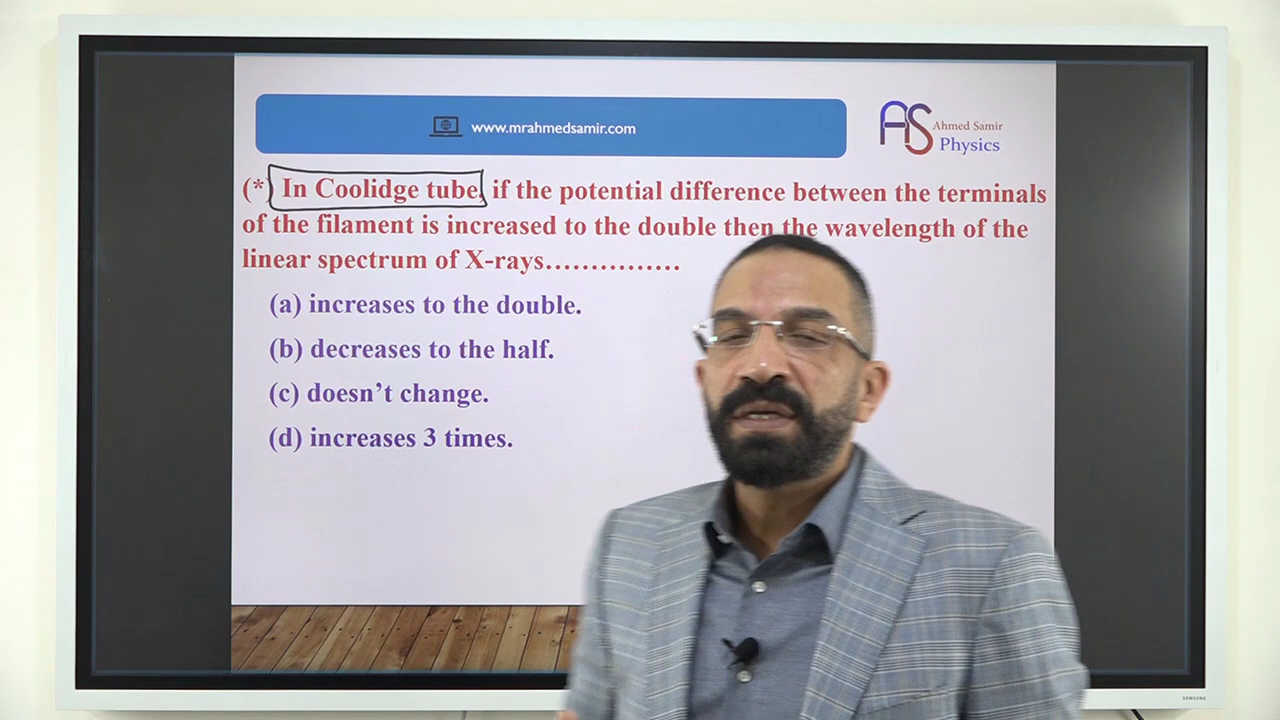 www.mrahmedsamir.com
AS Ahmed Samir
Physics
(*) In Coolidge tube, if the potential difference between the terminals
of the filament is increased to the double then the wavelength of the
linear spectrum of X-rays……………
(a) increases to the double.
(b) decreases to the half.
(c) doesn’t change.
(d) increases 3 times.
SAMSUNG